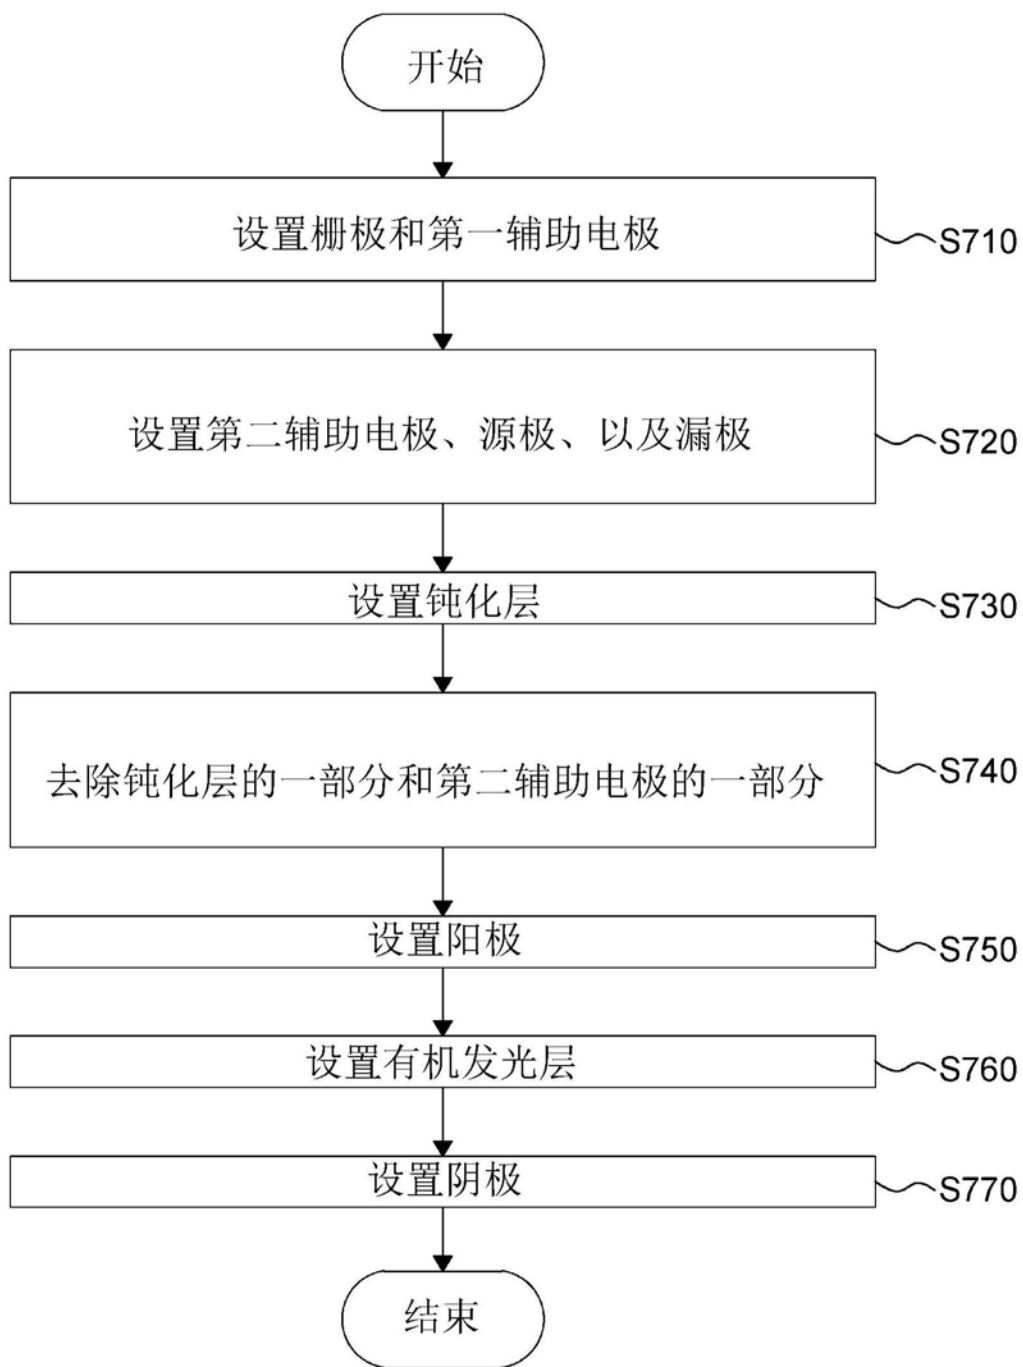 开始
设置栅极和第一辅助电极
S710
设置第二辅助电极、源极、以及漏极
S720
设置钝化层
S730
去除钝化层的一部分和第二辅助电极的一部分
S740
设置阳极
S750
设置有机发光层
S760
设置阴极
S770
结束